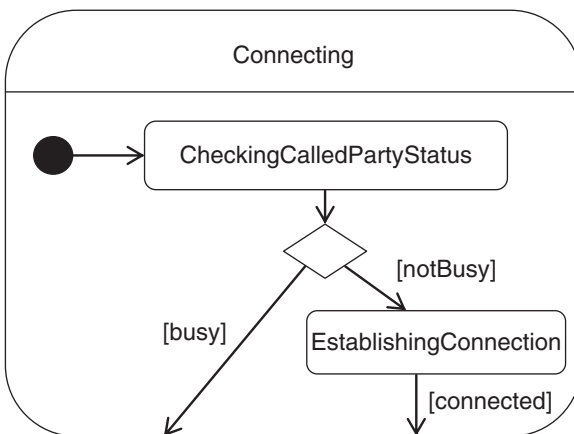 Connecting
CheckingCalledPartyStatus
[notBusy]
[busy]
EstablishingConnection
[connected]